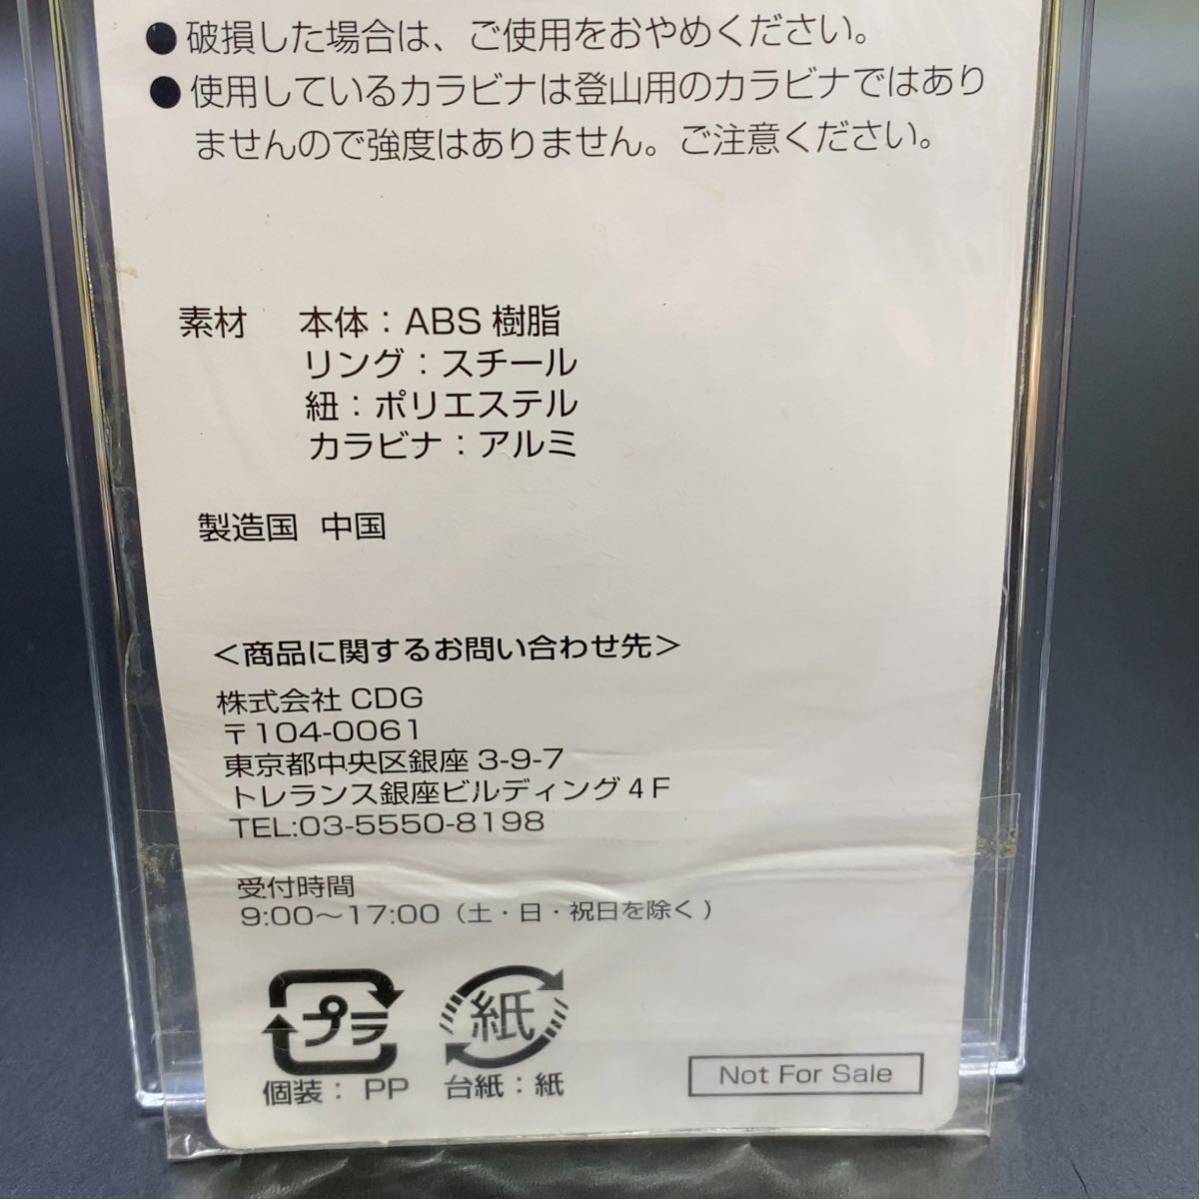 ●破損した場合は、ご使用をおやめください。
●使用しているカラビナは登山用のカラビナではあり
ませんので強度はありません。ご注意ください。
素材 本体：ABS 樹脂
リング：スチール
紐：ポリエステル
カラビナ：アルミ
製造国 中国
＜商品に関するお問い合わせ先＞
株式会社 CDG
〒104-0061
東京都中央区銀座 3-9-7
トレランス銀座ビルディング 4 F
TEL:03-5550-8198
受付時間
9:00～17:00（土・日・祝日を除く）
プラ 紙
個装：PP 台紙：紙
Not For Sale